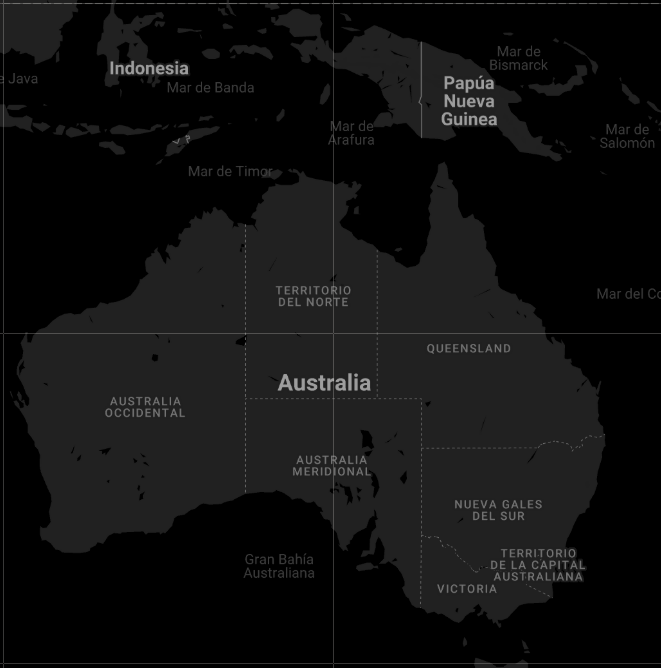 Mar de
Bismarck
Indonesia
e Java
Mar de Banda
Papúa
Nueva
Guinea
Mar de
Arafura
Mar de
Salomón
?
Mar de Timor
TERRITORIO
DEL NORTE
Mar del Co
QUEENSLAND
Australia
AUSTRALIA
OCCIDENTAL
AUSTRALIA
MERIDIONAL
NUEVA GALES
DEL SUR
Gran Bahía
Australiana
TERRITORIO
DE LA CAPITAL
AUSTRALIANA
VICTORIA